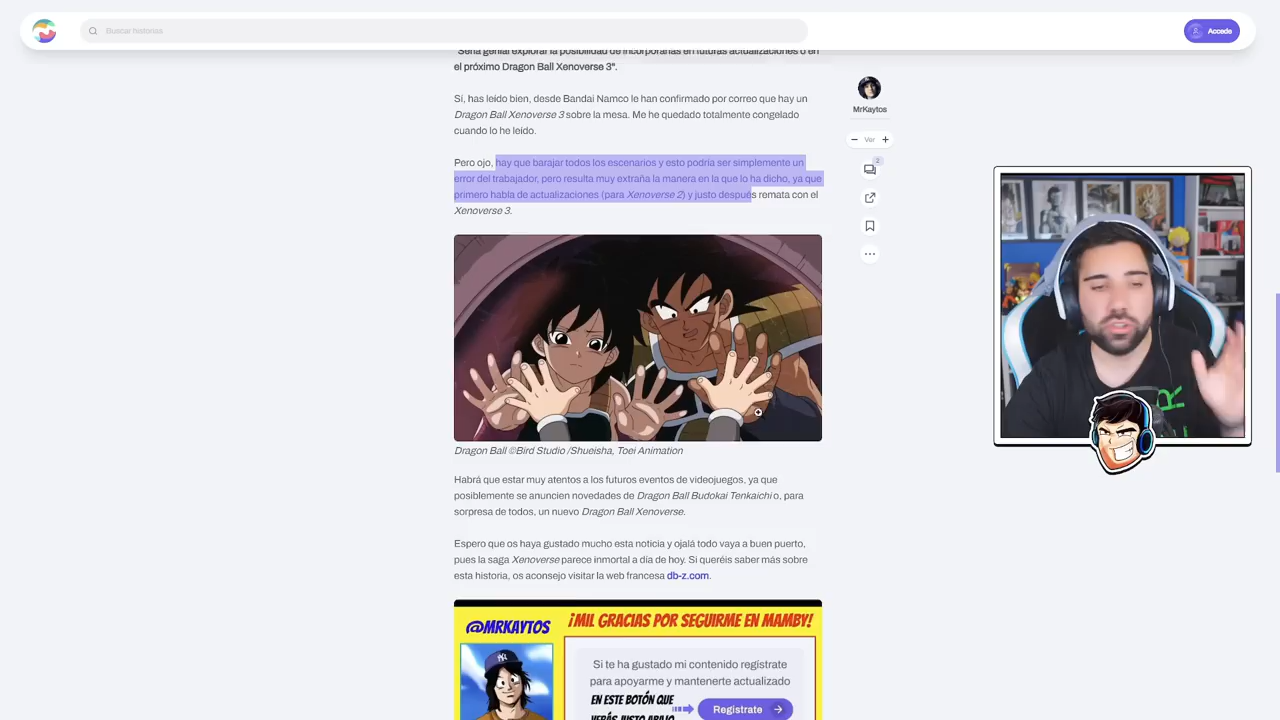 Buscar historias
Accede
"Sería genial explorar la posibilidad de incorporarlas en futuras actualizaciones o en
el próximo Dragon Ball Xenoverse 3".
Sí, has leído bien, desde Bandai Namco le han confirmado por correo que hay un
Dragon Ball Xenoverse 3 sobre la mesa. Me he quedado totalmente congelado
cuando lo he leído.
Pero ojo, hay que barajar todos los escenarios y esto podría ser simplemente un
error del trabajador, pero resulta muy extraña la manera en la que lo ha dicho, ya que
primero habla de actualizaciones (para Xenoverse 2) y justo después remata con el
Xenoverse 3.
MrKaytos
Ver
2
Dragon Ball ©Bird Studio /Shueisha, Toei Animation
Habrá que estar muy atentos a los futuros eventos de videojuegos, ya que
posiblemente se anuncien novedades de Dragon Ball Budokai Tenkaichi o, para
sorpresa de todos, un nuevo Dragon Ball Xenoverse.
Espero que os haya gustado mucho esta noticia y ojalá todo vaya a buen puerto,
pues la saga Xenoverse parece inmortal a día de hoy. Si queréis saber más sobre
esta historia, os aconsejo visitar la web francesa db-z.com.
@MRKAYTOS
¡MIL GRACIAS POR SEGUIRME EN MAMBY!
Si te ha gustado mi contenido regístrate
para apoyarme y mantenerte actualizado
EN ESTE BOTÓN QUE
VERÁS JUSTO ABAJO
Regístrate